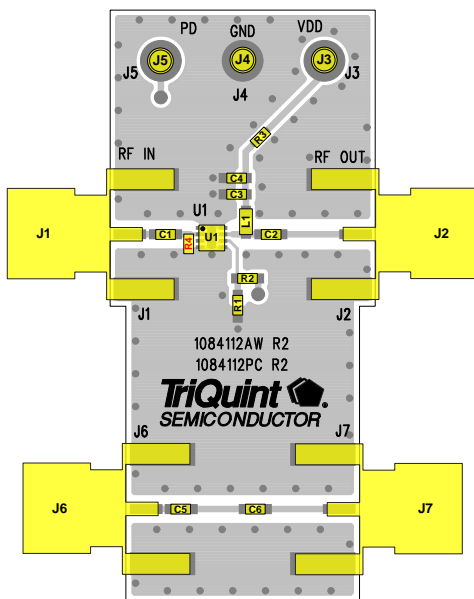 PD GND VDD
J5 J4 J3
J5 J4 J3
RF IN C4 RF OUT
R3
C3
U1 L1
J1 C1 R4 U1 C2 J2
R2
R1
J1 J2
1084112AW R2
1084112PC R2
TriQuint
SEMICONDUCTOR
J6 J7
J6 C5 C6 J7